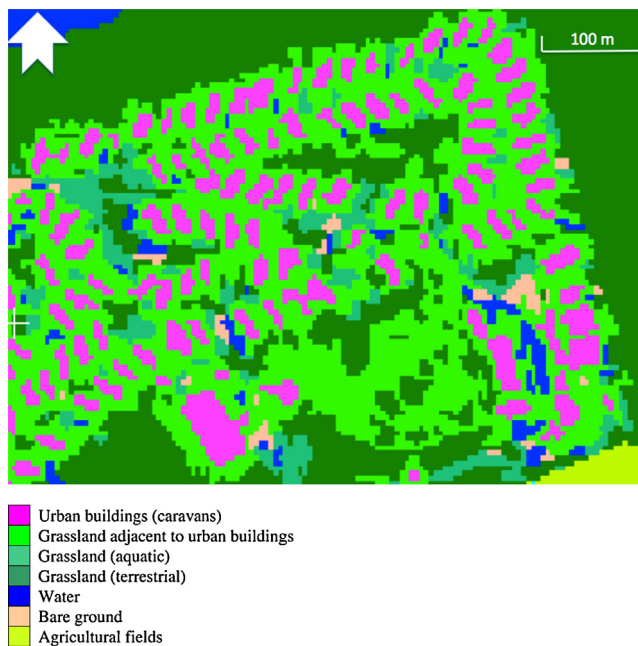 100 m
Urban buildings (caravans)
Grassland adjacent to urban buildings
Grassland (aquatic)
Grassland (terrestrial)
Water
Bare ground
Agricultural fields